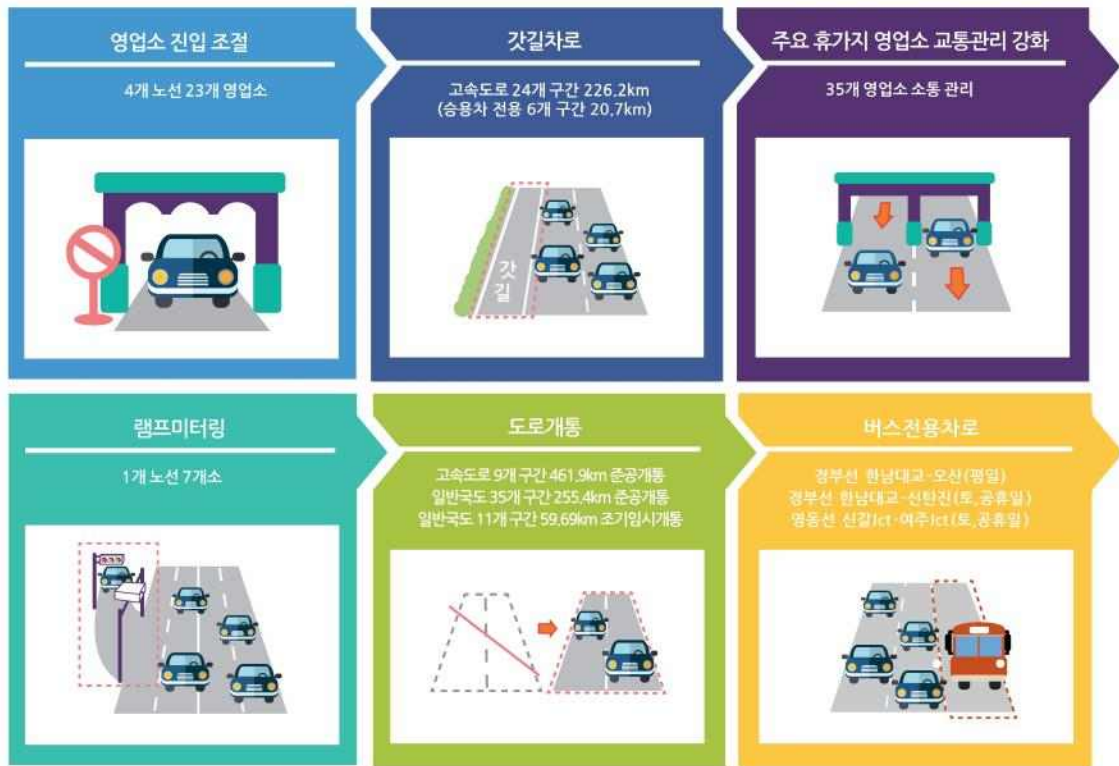 영업소 진입 조절
4개 노선 23개 영업소
갓길차로
고속도로 24개 구간 226.2km
(승용차 전용 6개 구간 20.7km)
갓길
주요 휴가지 영업소 교통관리 강화
35개 영업소 소통 관리
램프미터링
1개 노선 7개소
도로개통
고속도로 9개 구간 461.9km 준공개통
일반국도 35개 구간 255.4km 준공개통
일반국도 11개 구간 59.69km 조기임시개통
버스전용차로
경부선 한남대교-오산(평일)
경부선 한남대교-신탄진(토,공휴일)
영동선 신갈Jct-여주Jct(토,공휴일)